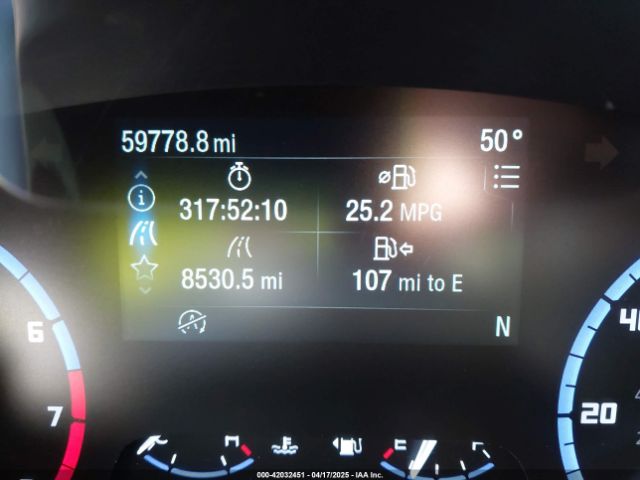 59778.8 mi 50°
317:52:10 25.2 MPG
8530.5 mi 107 mi to E
N
6
7
20
000-42032451 - 04/17/2025 - IAA Inc.